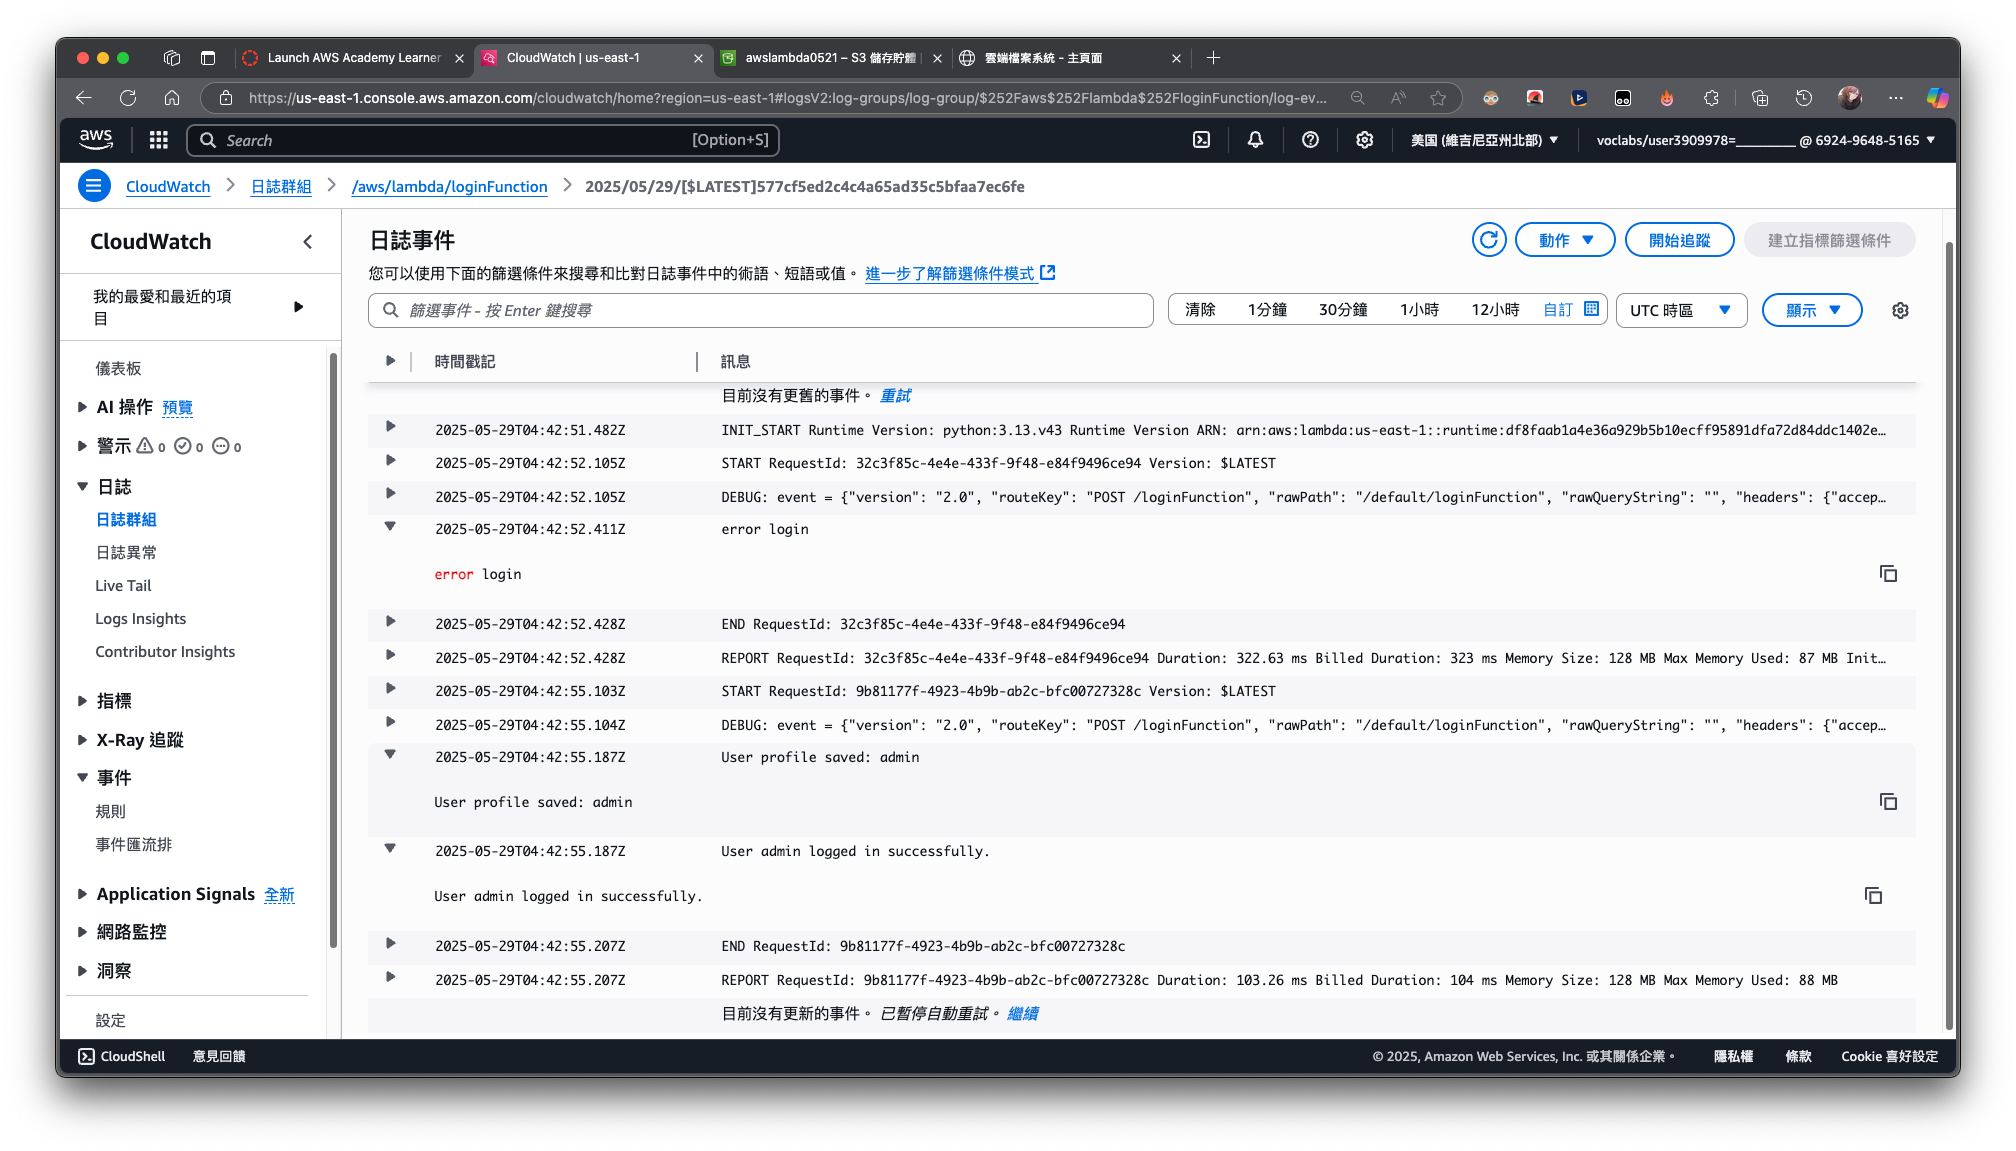 Launch AWS Academy Learner
CloudWatch | us-east-1
awslambda0521 – S3 儲存貯體
雲端檔案系統 - 主頁面
https://us-east-1.console.aws.amazon.com/cloudwatch/home?region=us-east-1#logsV2:log-groups/log-group/$252Faws$252Flambda$252FloginFunction/log-ev...
aws
Search [Option+S]
美国 (維吉尼亞州北部)
voclabs/user3909978=________ @ 6924-9648-5165
CloudWatch
日誌群組
/aws/lambda/loginFunction
2025/05/29/[$LATEST]577cf5ed2c4c4a65ad35c5bfaa7ec6fe
CloudWatch
我的最愛和最近的項
目
儀表板
AI 操作 預覽
警示 0 0 0
日誌
日誌群組
日誌異常
Live Tail
Logs Insights
Contributor Insights
指標
X-Ray 追蹤
事件
規則
事件匯流排
Application Signals 全新
網路監控
洞察
設定
日誌事件
動作
開始追蹤
建立指標篩選條件
您可以使用下面的篩選條件來搜尋和比對日誌事件中的術語、短語或值。 進一步了解篩選條件模式
篩選事件 - 按 Enter 鍵搜尋
清除 1分鐘 30分鐘 1小時 12小時 自訂
UTC 時區
顯示
時間戳記 訊息
目前沒有更舊的事件。 重試
2025-05-29T04:42:51.482Z INIT_START Runtime Version: python:3.13.v43 Runtime Version ARN: arn:aws:lambda:us-east-1::runtime:df8faab1a4e36a929b5b10ecff95891dfa72d84ddc1402e…
2025-05-29T04:42:52.105Z START RequestId: 32c3f85c-4e4e-433f-9f48-e84f9496ce94 Version: $LATEST
2025-05-29T04:42:52.105Z DEBUG: event = {"version": "2.0", "routeKey": "POST /loginFunction", "rawPath": "/default/loginFunction", "rawQueryString": "", "headers": {"accep…
2025-05-29T04:42:52.411Z error login
error login
2025-05-29T04:42:52.428Z END RequestId: 32c3f85c-4e4e-433f-9f48-e84f9496ce94
2025-05-29T04:42:52.428Z REPORT RequestId: 32c3f85c-4e4e-433f-9f48-e84f9496ce94 Duration: 322.63 ms Billed Duration: 323 ms Memory Size: 128 MB Max Memory Used: 87 MB Init…
2025-05-29T04:42:55.103Z START RequestId: 9b81177f-4923-4b9b-ab2c-bfc00727328c Version: $LATEST
2025-05-29T04:42:55.104Z DEBUG: event = {"version": "2.0", "routeKey": "POST /loginFunction", "rawPath": "/default/loginFunction", "rawQueryString": "", "headers": {"accep…
2025-05-29T04:42:55.187Z User profile saved: admin
User profile saved: admin
2025-05-29T04:42:55.187Z User admin logged in successfully.
User admin logged in successfully.
2025-05-29T04:42:55.207Z END RequestId: 9b81177f-4923-4b9b-ab2c-bfc00727328c
2025-05-29T04:42:55.207Z REPORT RequestId: 9b81177f-4923-4b9b-ab2c-bfc00727328c Duration: 103.26 ms Billed Duration: 104 ms Memory Size: 128 MB Max Memory Used: 88 MB
目前沒有更新的事件。 已暫停自動重試。 繼續
CloudShell 意見回饋
© 2025, Amazon Web Services, Inc. 或其關係企業。 隱私權 條款 Cookie 喜好設定